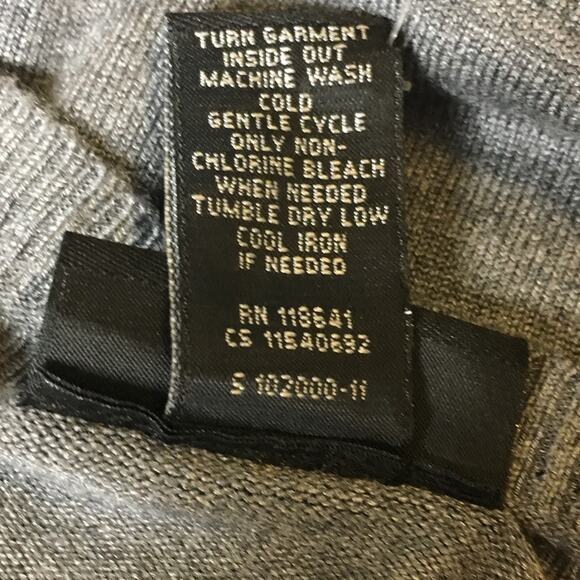 TURN GARMENT
INSIDE OUT
MACHINE WASH
COLD
GENTLE CYCLE
ONLY NON-
CHLORINE BLEACH
WHEN NEEDED
TUMBLE DRY LOW
COOL IRON
IF NEEDED
RN 118641
CS 115A0692
S 102000-11